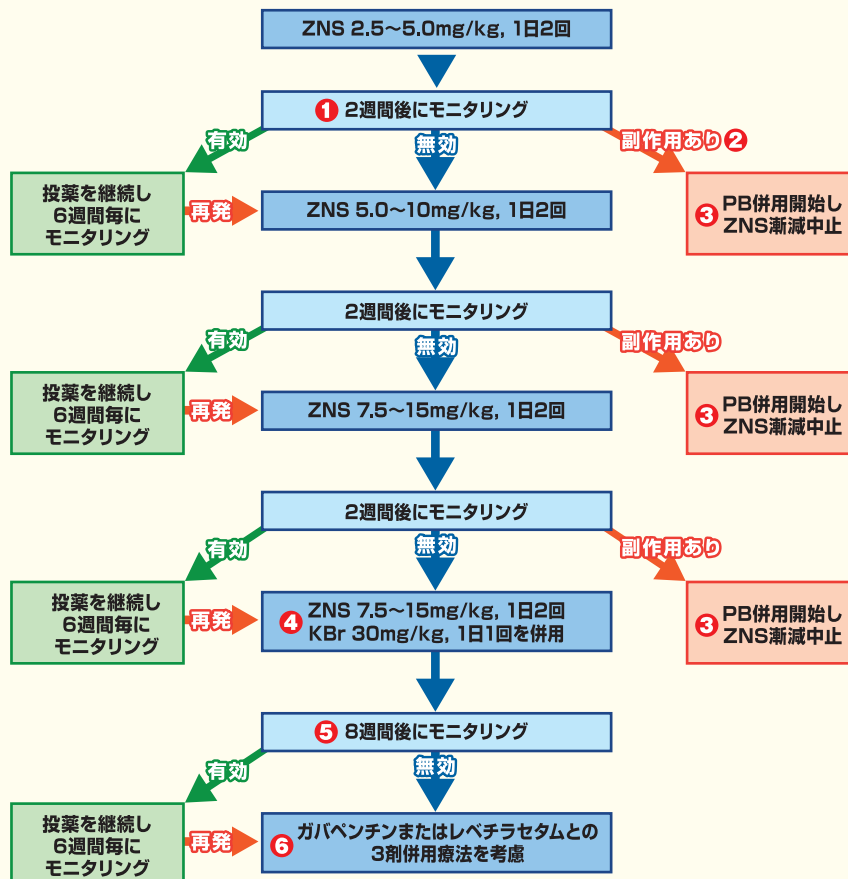 ZNS 2.5～5.0mg/kg, 1日2回
❶ 2週間後にモニタリング
有効
無効
副作用あり❷
投薬を継続し
6週間毎に
モニタリング
再発
ZNS 5.0～10mg/kg, 1日2回
❸ PB併用開始し
ZNS漸減中止
2週間後にモニタリング
有効
無効
副作用あり
投薬を継続し
6週間毎に
モニタリング
再発
ZNS 7.5～15mg/kg, 1日2回
❸ PB併用開始し
ZNS漸減中止
2週間後にモニタリング
有効
無効
副作用あり
投薬を継続し
6週間毎に
モニタリング
再発
❹ ZNS 7.5～15mg/kg, 1日2回
KBr 30mg/kg, 1日1回を併用
❸ PB併用開始し
ZNS漸減中止
❺ 8週間後にモニタリング
有効
無効
投薬を継続し
6週間毎に
モニタリング
再発
❻ ガバペンチンまたはレベチラセタムとの
3剤併用療法を考慮